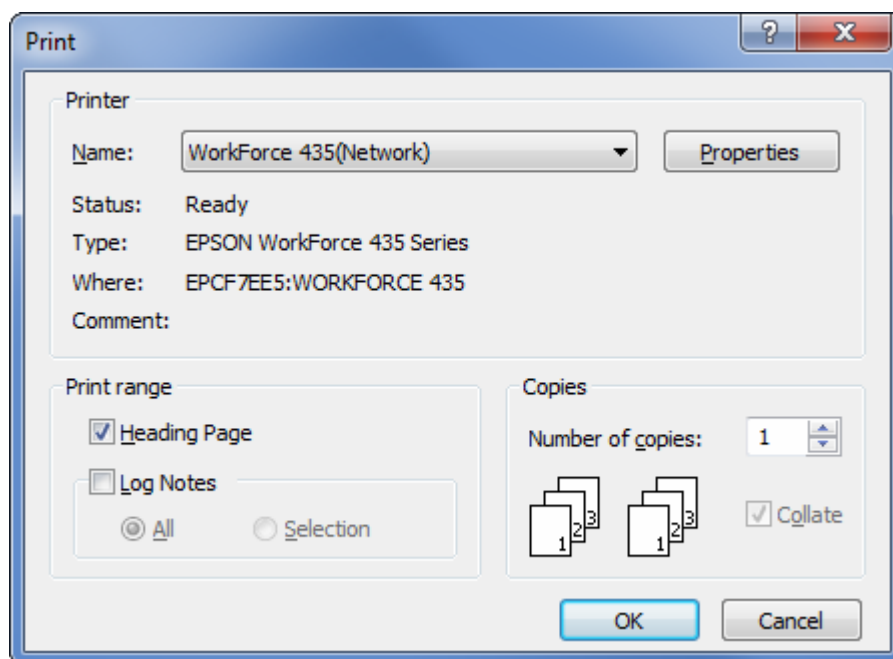 Print
Printer
Name: WorkForce 435(Network) Properties
Status: Ready
Type: EPSON WorkForce 435 Series
Where: EPCF7EE5:WORKFORCE 435
Comment:
Print range
Heading Page
Log Notes
All Selection
Copies
Number of copies: 1
1 2 3 1 2 3
Collate
OK Cancel